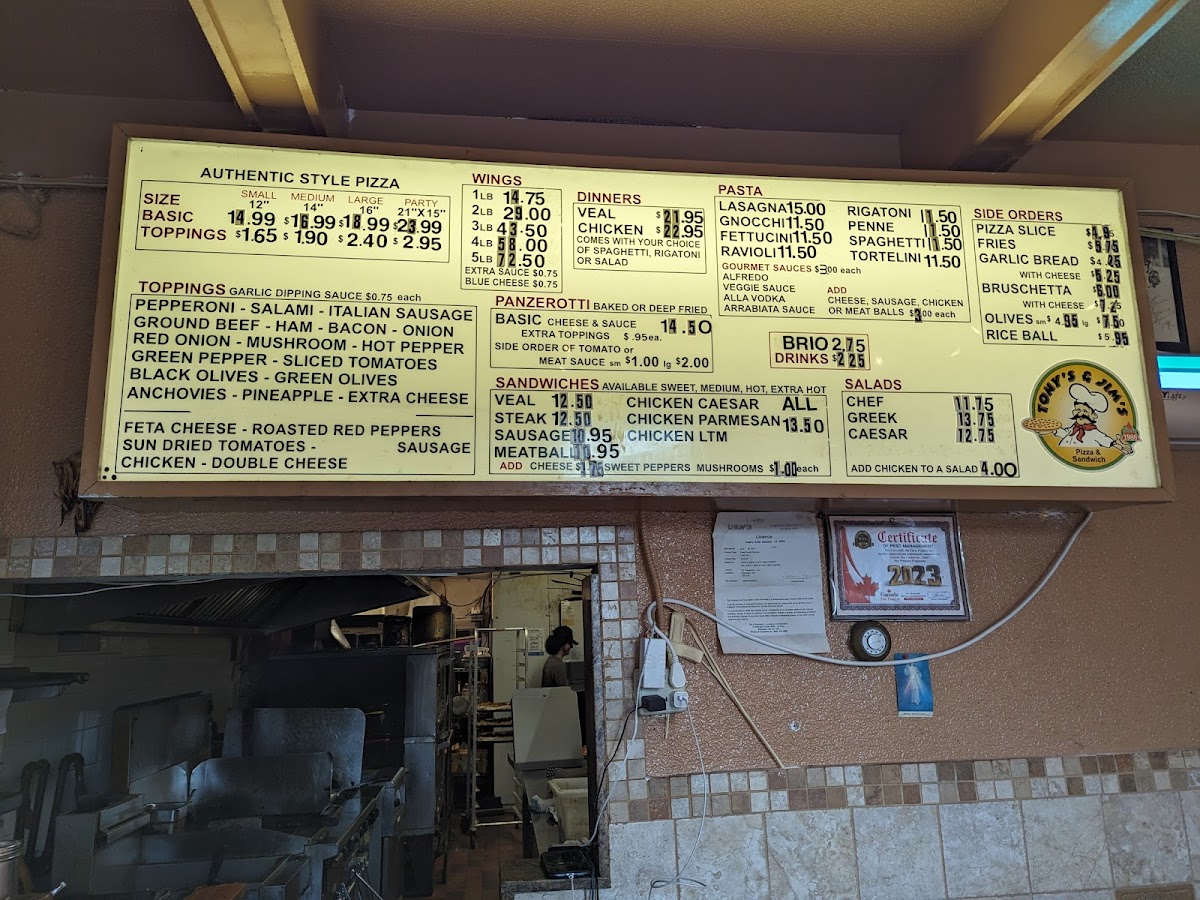 AUTHENTIC STYLE PIZZA
SMALL MEDIUM LARGE PARTY
SIZE 12" 14" 16" 21"X15"
BASIC 14.99 $16.99 $18.99 $23.99
TOPPINGS $1.65 $1.90 $2.40 $2.95
TOPPINGS GARLIC DIPPING SAUCE $0.75 each
PEPPERONI - SALAMI - ITALIAN SAUSAGE
GROUND BEEF - HAM - BACON - ONION
RED ONION - MUSHROOM - HOT PEPPER
GREEN PEPPER - SLICED TOMATOES
BLACK OLIVES - GREEN OLIVES
ANCHOVIES - PINEAPPLE - EXTRA CHEESE
FETA CHEESE - ROASTED RED PEPPERS
SUN DRIED TOMATOES - SAUSAGE
CHICKEN - DOUBLE CHEESE
WINGS
1LB 14.75
2LB 29.00
3LB 43.50
4LB 58.00
5LB 72.50
EXTRA SAUCE $0.75
BLUE CHEESE $0.75
DINNERS
VEAL $21.95
CHICKEN $22.95
COMES WITH YOUR CHOICE
OF SPAGHETTI, RIGATONI
OR SALAD
PANZEROTTI BAKED OR DEEP FRIED
BASIC CHEESE & SAUCE 14.50
EXTRA TOPPINGS $.95ea.
SIDE ORDER OF TOMATO or
MEAT SAUCE sm $1.00 lg $2.00
SANDWICHES AVAILABLE SWEET, MEDIUM, HOT, EXTRA HOT
VEAL 12.50 CHICKEN CAESAR ALL
STEAK 12.50 CHICKEN PARMESAN 13.50
SAUSAGE 10.95 CHICKEN LTM
MEATBALL .95
ADD CHEESE $1.75 SWEET PEPPERS MUSHROOMS $1.00 each
PASTA
LASAGNA 15.00 RIGATONI 11.50
GNOCCHI 11.50 PENNE 11.50
FETTUCINI 11.50 SPAGHETTI 11.50
RAVIOLI 11.50 TORTELINI 11.50
GOURMET SAUCES $3.00 each
ALFREDO
VEGGIE SAUCE
ALLA VODKA
ARRABIATA SAUCE
ADD
CHEESE, SAUSAGE, CHICKEN
OR MEAT BALLS $3.00 each
BRIO 2.75
DRINKS $2.25
SALADS
CHEF 11.75
GREEK 13.75
CAESAR 12.75
ADD CHICKEN TO A SALAD 4.00
SIDE ORDERS
PIZZA SLICE $4.95
FRIES $5.75
GARLIC BREAD $4.25
WITH CHEESE $5.25
BRUSCHETTA $6.00
WITH CHEESE $7.25
OLIVES sm $4.95 lg $7.50
RICE BALL $5.95
TONY'S & JIM'S
Pizza &
Sandwich
Licence
Certificate
OF PEST MANAGEMENT
2023